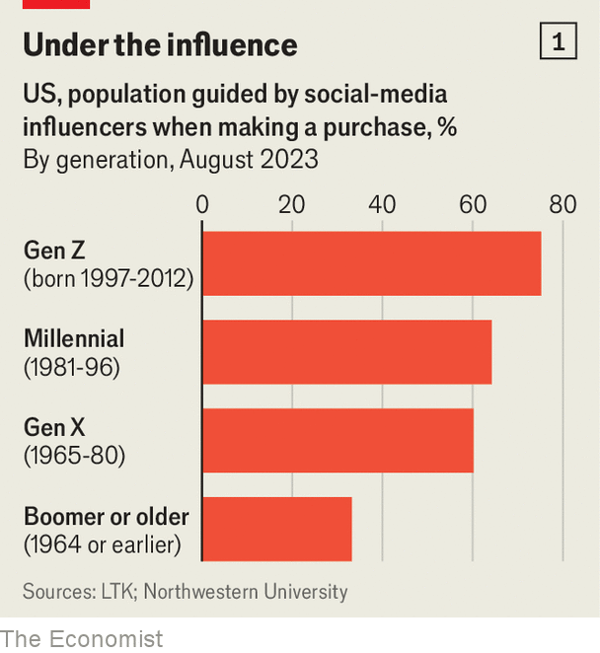 Under the influence
1
US, population guided by social-media
influencers when making a purchase, %
By generation, August 2023
0 20 40 60 80
Gen Z
(born 1997-2012)
Millennial
(1981-96)
Gen X
(1965-80)
Boomer or older
(1964 or earlier)
Sources: LTK; Northwestern University
The Economist